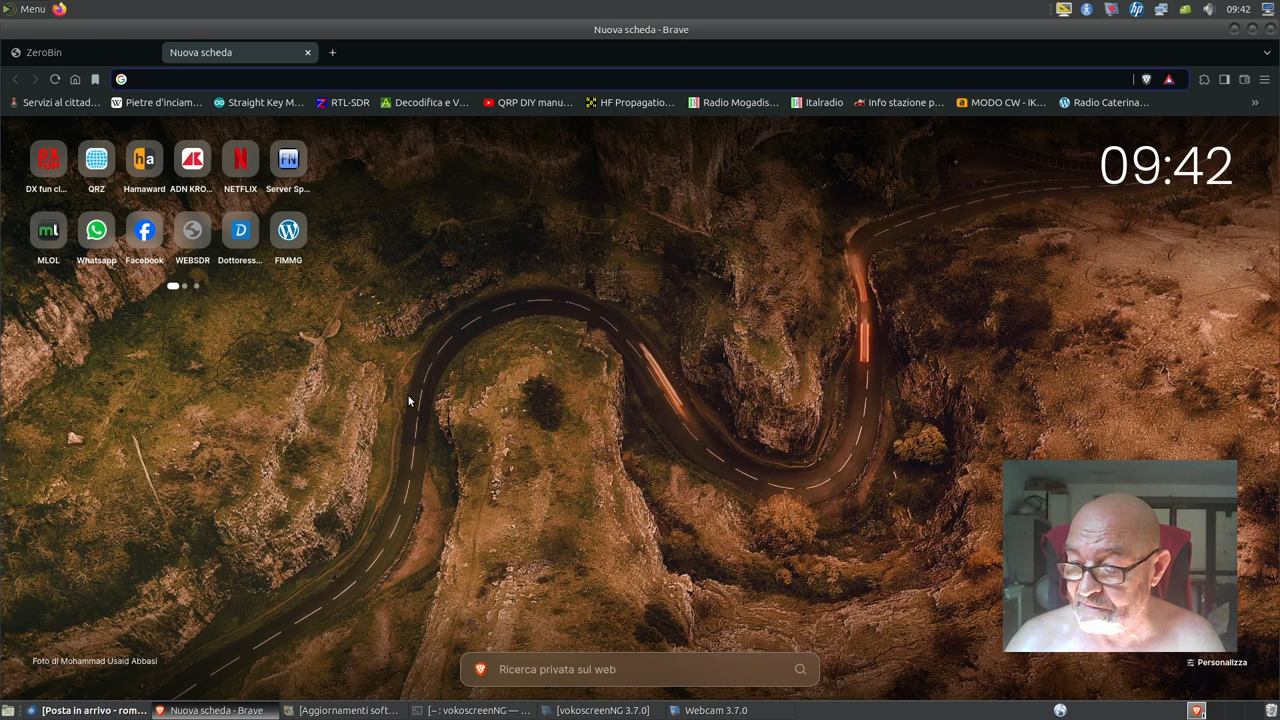 Menu
09:42
Nuova scheda - Brave
ZeroBin
Nuova scheda
Servizi al cittad...
Pietre d'inciam...
Straight Key M...
RTL-SDR
Decodifica e V...
QRP DIY manu...
HF Propagatio...
Radio Mogadis...
Italradio
Info stazione p...
MODO CW - IK...
Radio Caterina...
09:42
DX fun cl...
QRZ
Hamaward
ADN KRO...
NETFLIX
Server Sp...
MLOL
Whatsapp
Facebook
WEBSDR
Dottoress...
FIMMG
Foto di Mohammad Usaid Abbasi
Ricerca privata sul web
Personalizza
[Posta in arrivo - rom...
Nuova scheda - Brave
[Aggiornamenti soft...
[~ : vokoscreenNG — ...
[vokoscreenNG 3.7.0]
Webcam 3.7.0